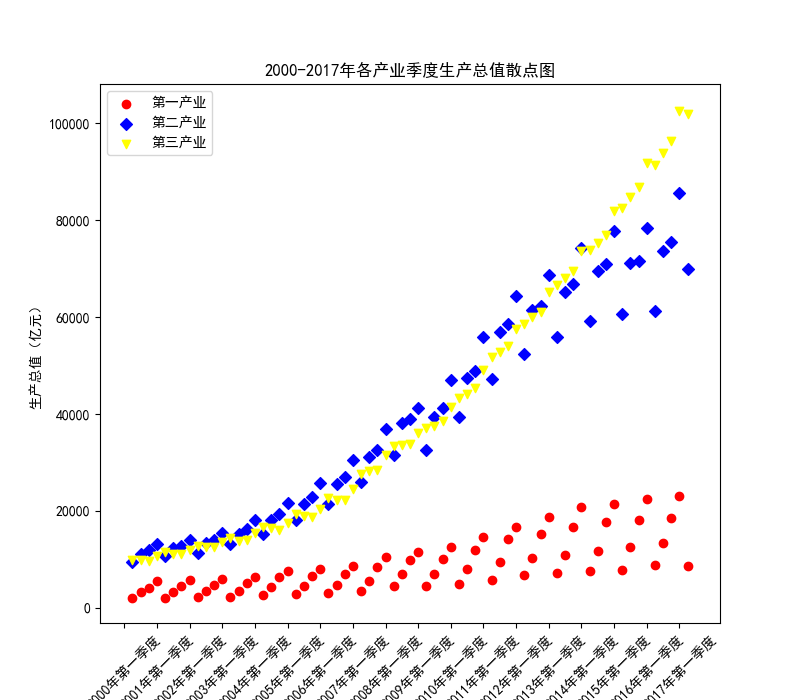 2000-2017年各产业季度生产总值散点图
第一产业
第二产业
第三产业
生产总值（亿元）
100000
80000
60000
40000
20000
0
2000年第一季度
2001年第一季度
2002年第一季度
2003年第一季度
2004年第一季度
2005年第一季度
2006年第一季度
2007年第一季度
2008年第一季度
2009年第一季度
2010年第一季度
2011年第一季度
2012年第一季度
2013年第一季度
2014年第一季度
2015年第一季度
2016年第一季度
2017年第一季度